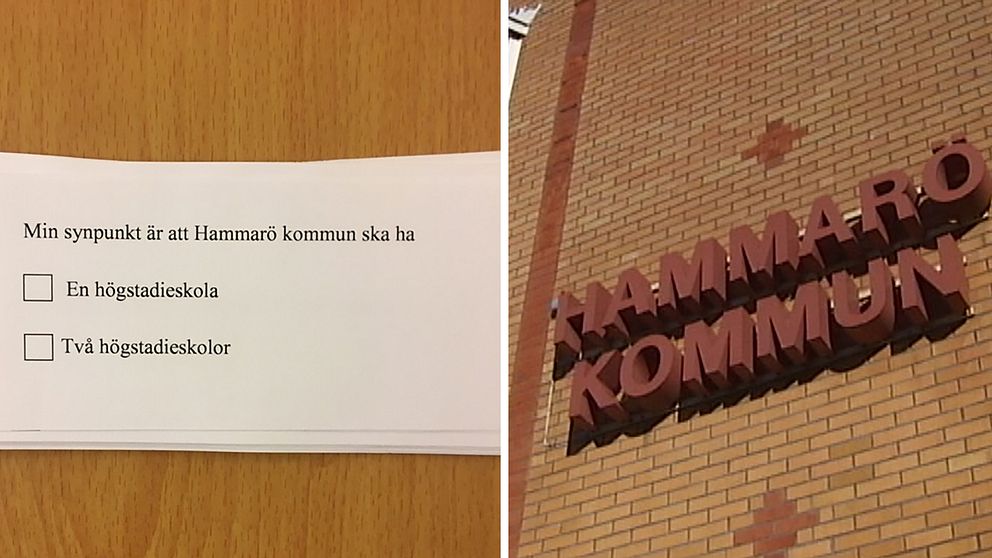 Min synpunkt är att Hammarö kommun ska ha
En högstadieskola
Två högstadieskolor
HAMMARÖ
KOMMUN